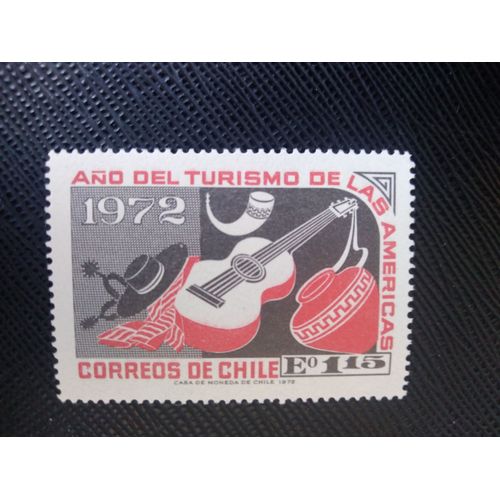 AÑO DEL TURISMO DE LAS AMERICAS
1972
CORREOS DE CHILE Eº 1.15
CASA DE MONEDA DE CHILE 1972